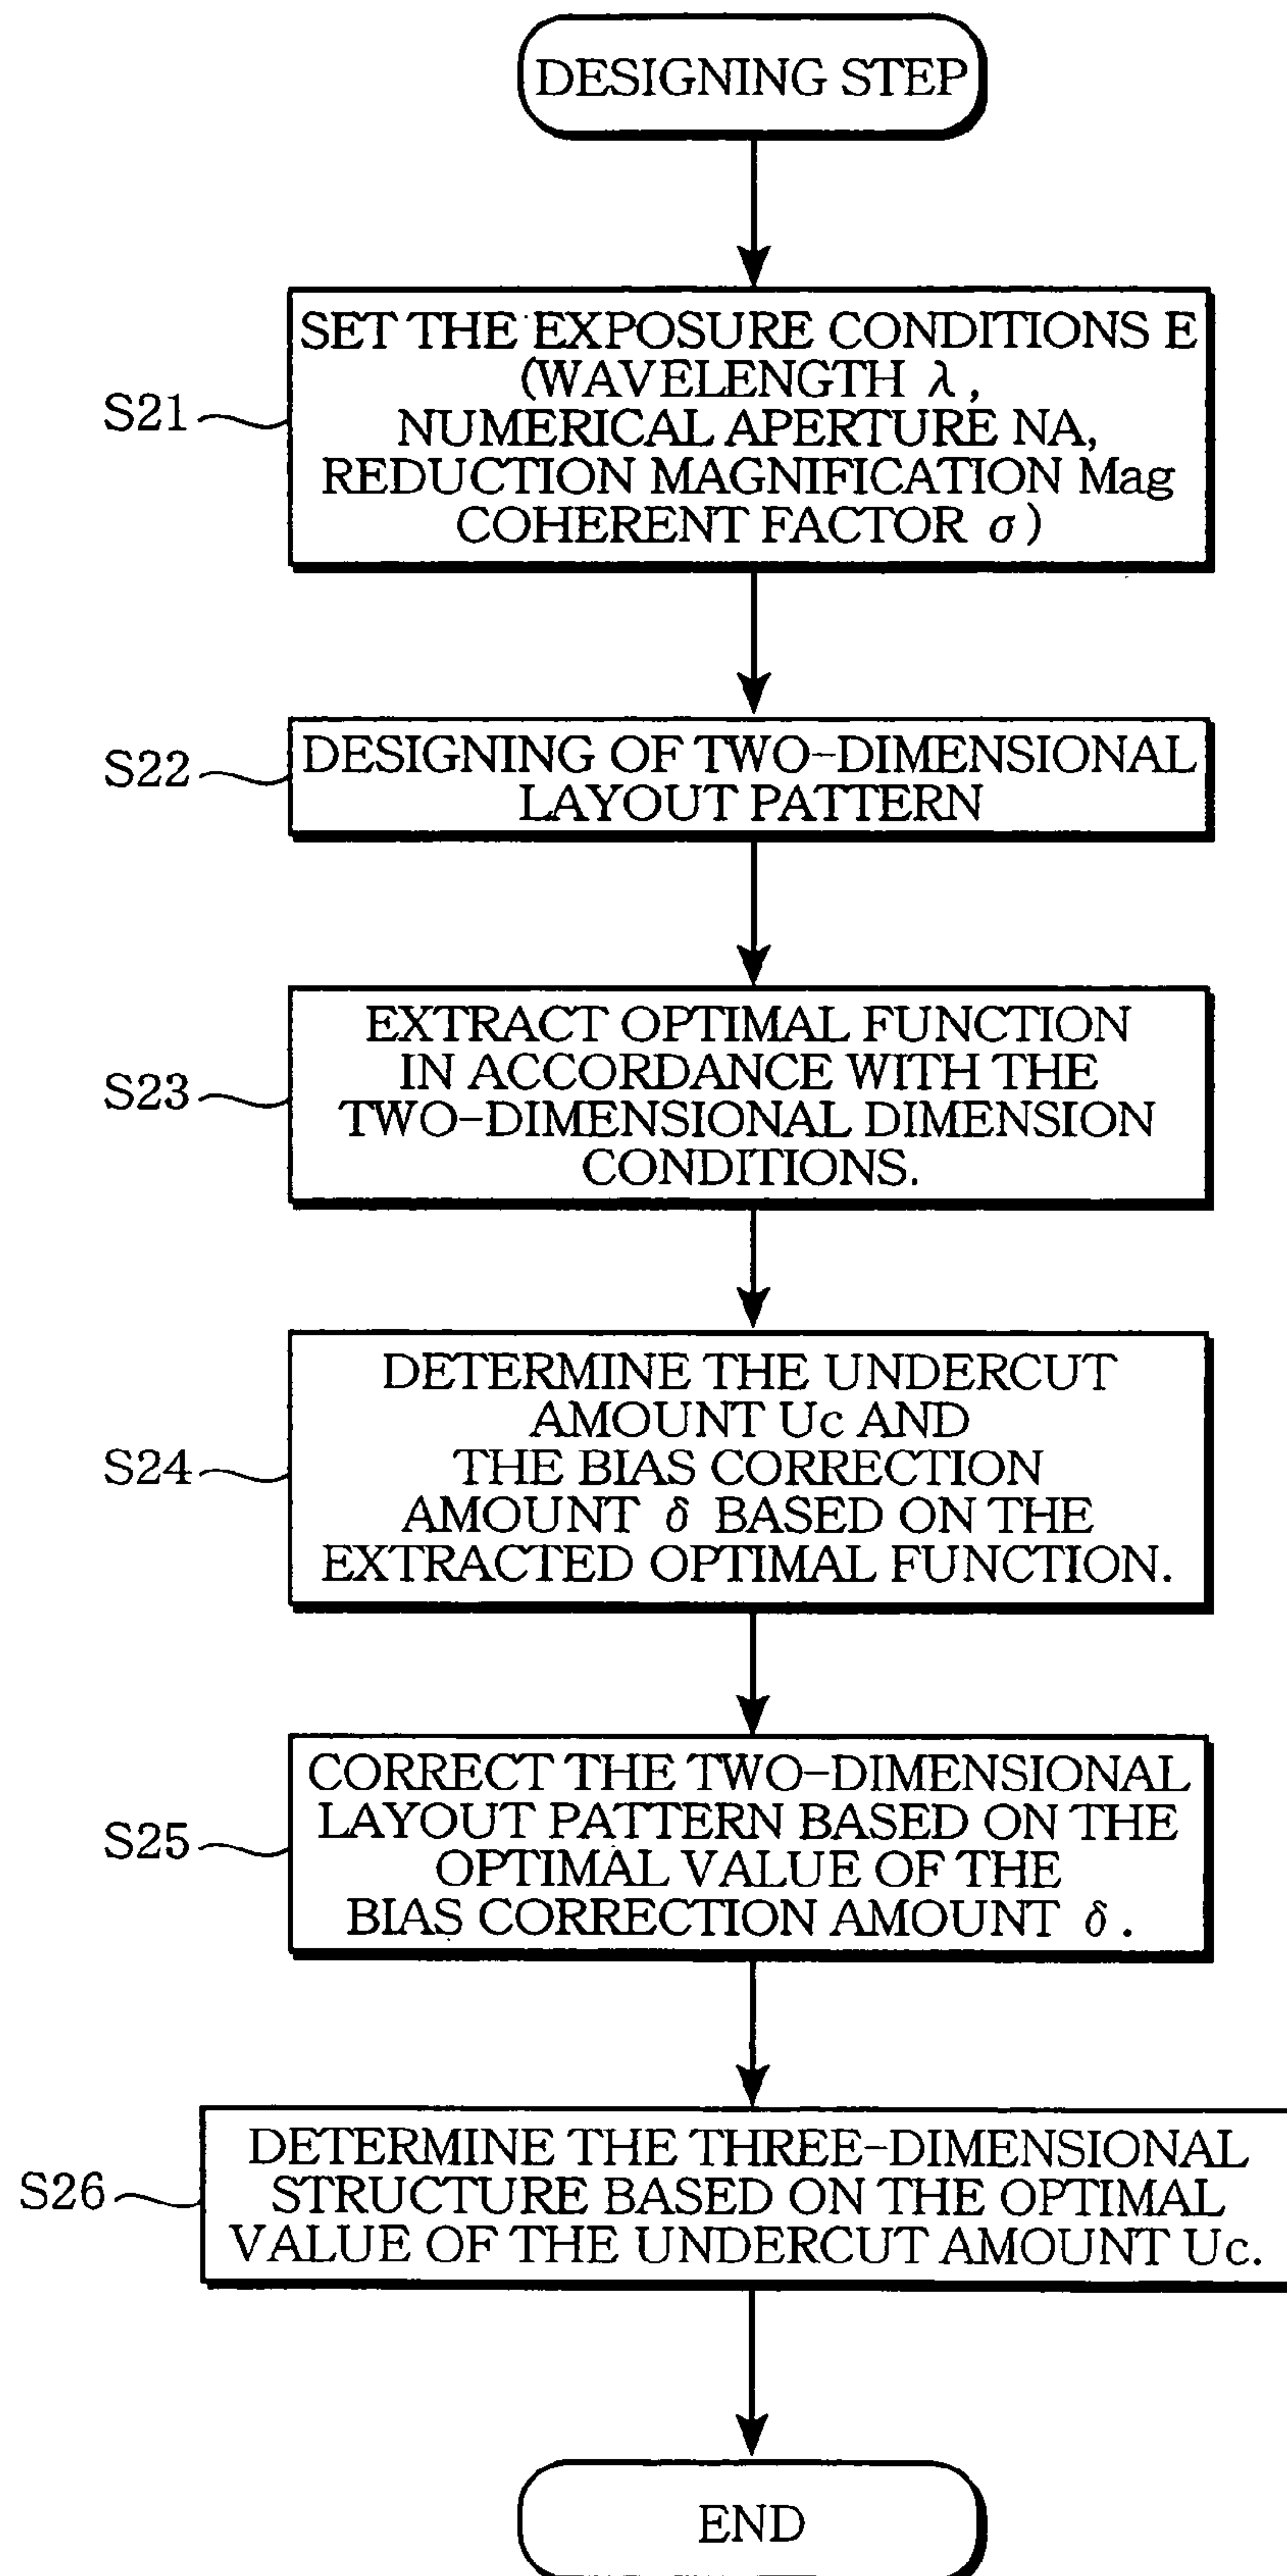 DESIGNING STEP
S21
SET THE EXPOSURE CONDITIONS E
(WAVELENGTH λ,
NUMERICAL APERTURE NA,
REDUCTION MAGNIFICATION Mag
COHERENT FACTOR σ)
S22
DESIGNING OF TWO-DIMENSIONAL
LAYOUT PATTERN
S23
EXTRACT OPTIMAL FUNCTION
IN ACCORDANCE WITH THE
TWO-DIMENSIONAL DIMENSION
CONDITIONS.
S24
DETERMINE THE UNDERCUT
AMOUNT Uc AND
THE BIAS CORRECTION
AMOUNT δ BASED ON THE
EXTRACTED OPTIMAL FUNCTION.
S25
CORRECT THE TWO-DIMENSIONAL
LAYOUT PATTERN BASED ON THE
OPTIMAL VALUE OF THE
BIAS CORRECTION AMOUNT δ.
S26
DETERMINE THE THREE-DIMENSIONAL
STRUCTURE BASED ON THE OPTIMAL
VALUE OF THE UNDERCUT AMOUNT Uc.
END